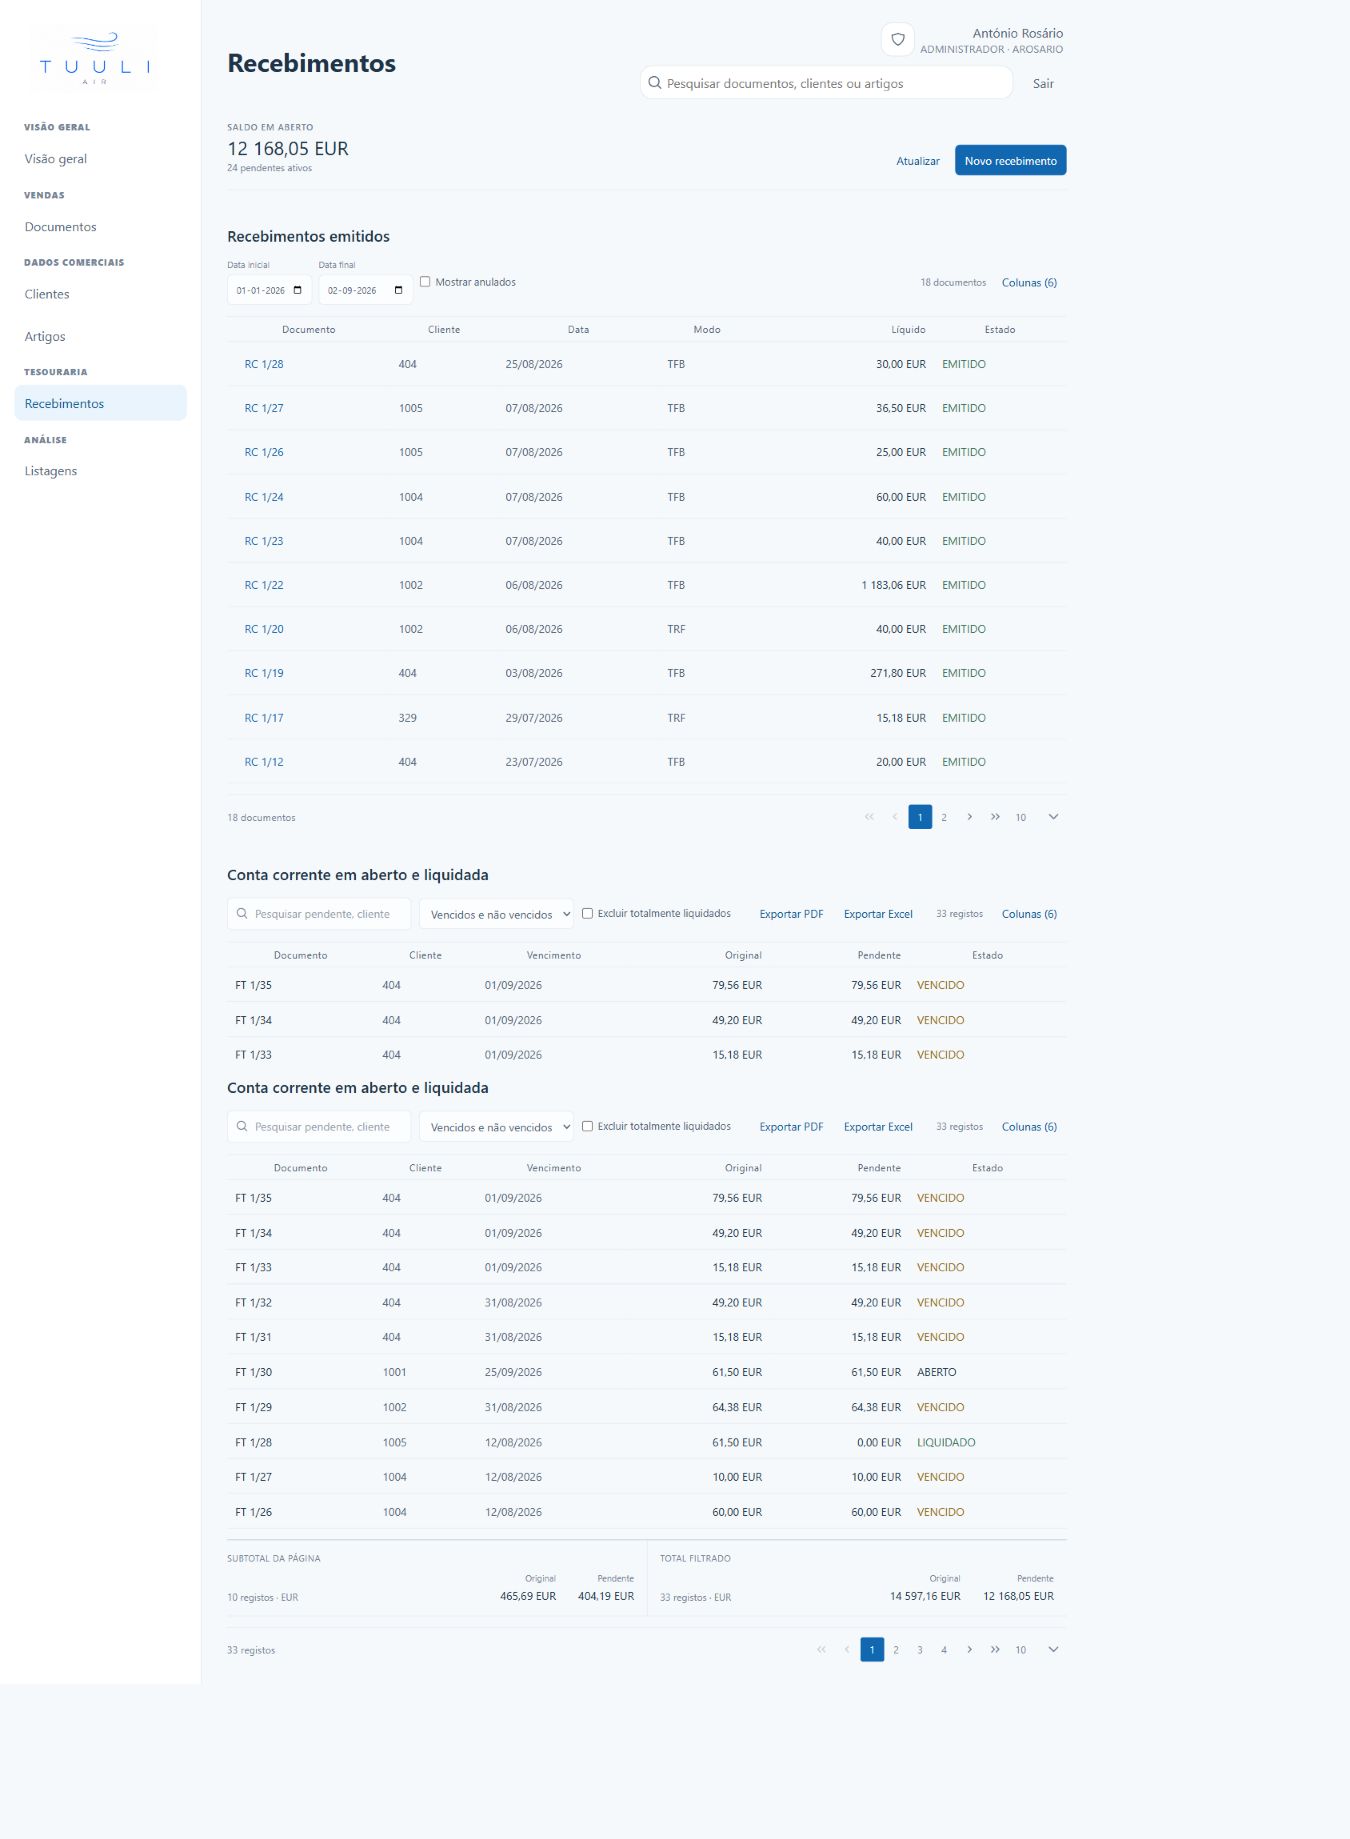 TUULI
AIR
VISÃO GERAL
Visão geral
VENDAS
Documentos
DADOS COMERCIAIS
Clientes
Artigos
TESOURARIA
Recebimentos
ANÁLISE
Listagens
António Rosário
ADMINISTRADOR · AROSARIO
Recebimentos
Pesquisar documentos, clientes ou artigos Sair
SALDO EM ABERTO
12 168,05 EUR
24 pendentes ativos
Atualizar Novo recebimento
Recebimentos emitidos
Data inicial Data final
01-01-2026 02-09-2026 Mostrar anulados 18 documentos Colunas (6)
Documento Cliente Data Modo Líquido Estado
RC 1/28 404 25/08/2026 TFB 30,00 EUR EMITIDO
RC 1/27 1005 07/08/2026 TFB 36,50 EUR EMITIDO
RC 1/26 1005 07/08/2026 TFB 25,00 EUR EMITIDO
RC 1/24 1004 07/08/2026 TFB 60,00 EUR EMITIDO
RC 1/23 1004 07/08/2026 TFB 40,00 EUR EMITIDO
RC 1/22 1002 06/08/2026 TFB 1 183,06 EUR EMITIDO
RC 1/20 1002 06/08/2026 TRF 40,00 EUR EMITIDO
RC 1/19 404 03/08/2026 TFB 271,80 EUR EMITIDO
RC 1/17 329 29/07/2026 TRF 15,18 EUR EMITIDO
RC 1/12 404 23/07/2026 TFB 20,00 EUR EMITIDO
18 documentos « ‹ 1 2 › » 10
Conta corrente em aberto e liquidada
Pesquisar pendente, cliente Vencidos e não vencidos Excluir totalmente liquidados Exportar PDF Exportar Excel 33 registos Colunas (6)
Documento Cliente Vencimento Original Pendente Estado
FT 1/35 404 01/09/2026 79,56 EUR 79,56 EUR VENCIDO
FT 1/34 404 01/09/2026 49,20 EUR 49,20 EUR VENCIDO
FT 1/33 404 01/09/2026 15,18 EUR 15,18 EUR VENCIDO
Conta corrente em aberto e liquidada
Pesquisar pendente, cliente Vencidos e não vencidos Excluir totalmente liquidados Exportar PDF Exportar Excel 33 registos Colunas (6)
Documento Cliente Vencimento Original Pendente Estado
FT 1/35 404 01/09/2026 79,56 EUR 79,56 EUR VENCIDO
FT 1/34 404 01/09/2026 49,20 EUR 49,20 EUR VENCIDO
FT 1/33 404 01/09/2026 15,18 EUR 15,18 EUR VENCIDO
FT 1/32 404 31/08/2026 49,20 EUR 49,20 EUR VENCIDO
FT 1/31 404 31/08/2026 15,18 EUR 15,18 EUR VENCIDO
FT 1/30 1001 25/09/2026 61,50 EUR 61,50 EUR ABERTO
FT 1/29 1002 31/08/2026 64,38 EUR 64,38 EUR VENCIDO
FT 1/28 1005 12/08/2026 61,50 EUR 0,00 EUR LIQUIDADO
FT 1/27 1004 12/08/2026 10,00 EUR 10,00 EUR VENCIDO
FT 1/26 1004 12/08/2026 60,00 EUR 60,00 EUR VENCIDO
SUBTOTAL DA PÁGINA TOTAL FILTRADO
Original Pendente Original Pendente
10 registos · EUR 465,69 EUR 404,19 EUR 33 registos · EUR 14 597,16 EUR 12 168,05 EUR
33 registos « ‹ 1 2 3 4 › » 10